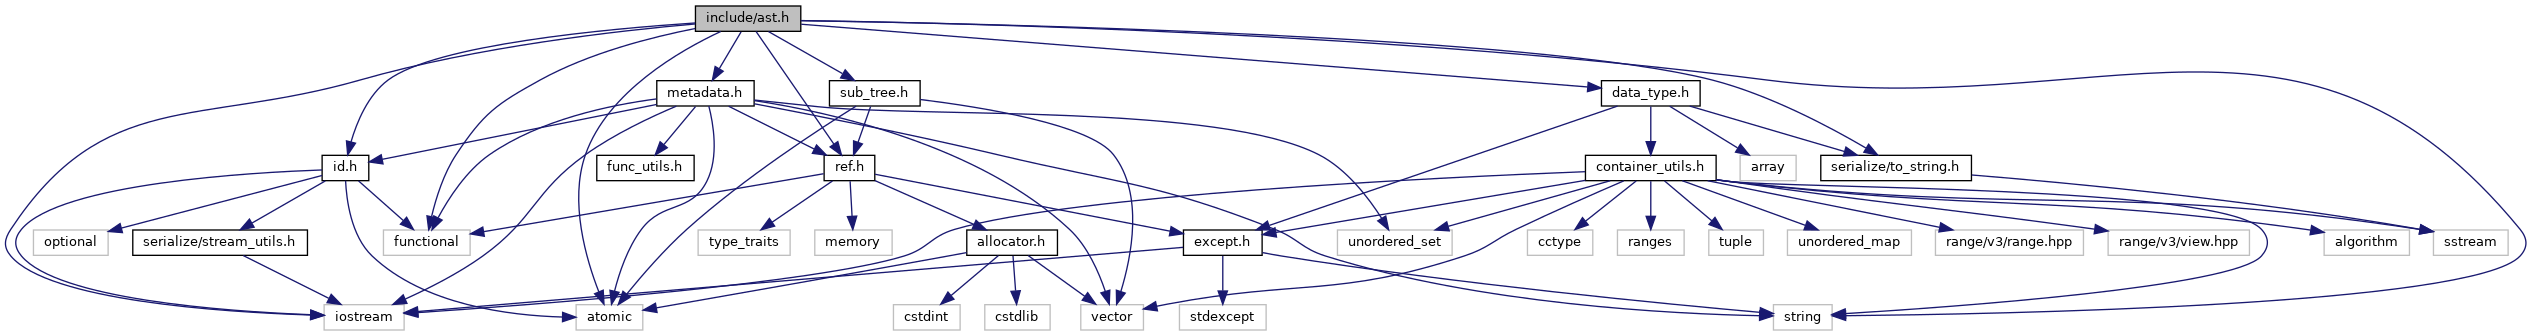 include/ast.h
metadata.h
sub_tree.h
data_type.h
id.h
func_utils.h
ref.h
container_utils.h
array
serialize/to_string.h
optional
serialize/stream_utils.h
functional
type_traits
memory
allocator.h
except.h
unordered_set
cctype
ranges
tuple
unordered_map
range/v3/range.hpp
range/v3/view.hpp
algorithm
sstream
iostream
atomic
cstdint
cstdlib
vector
stdexcept
string